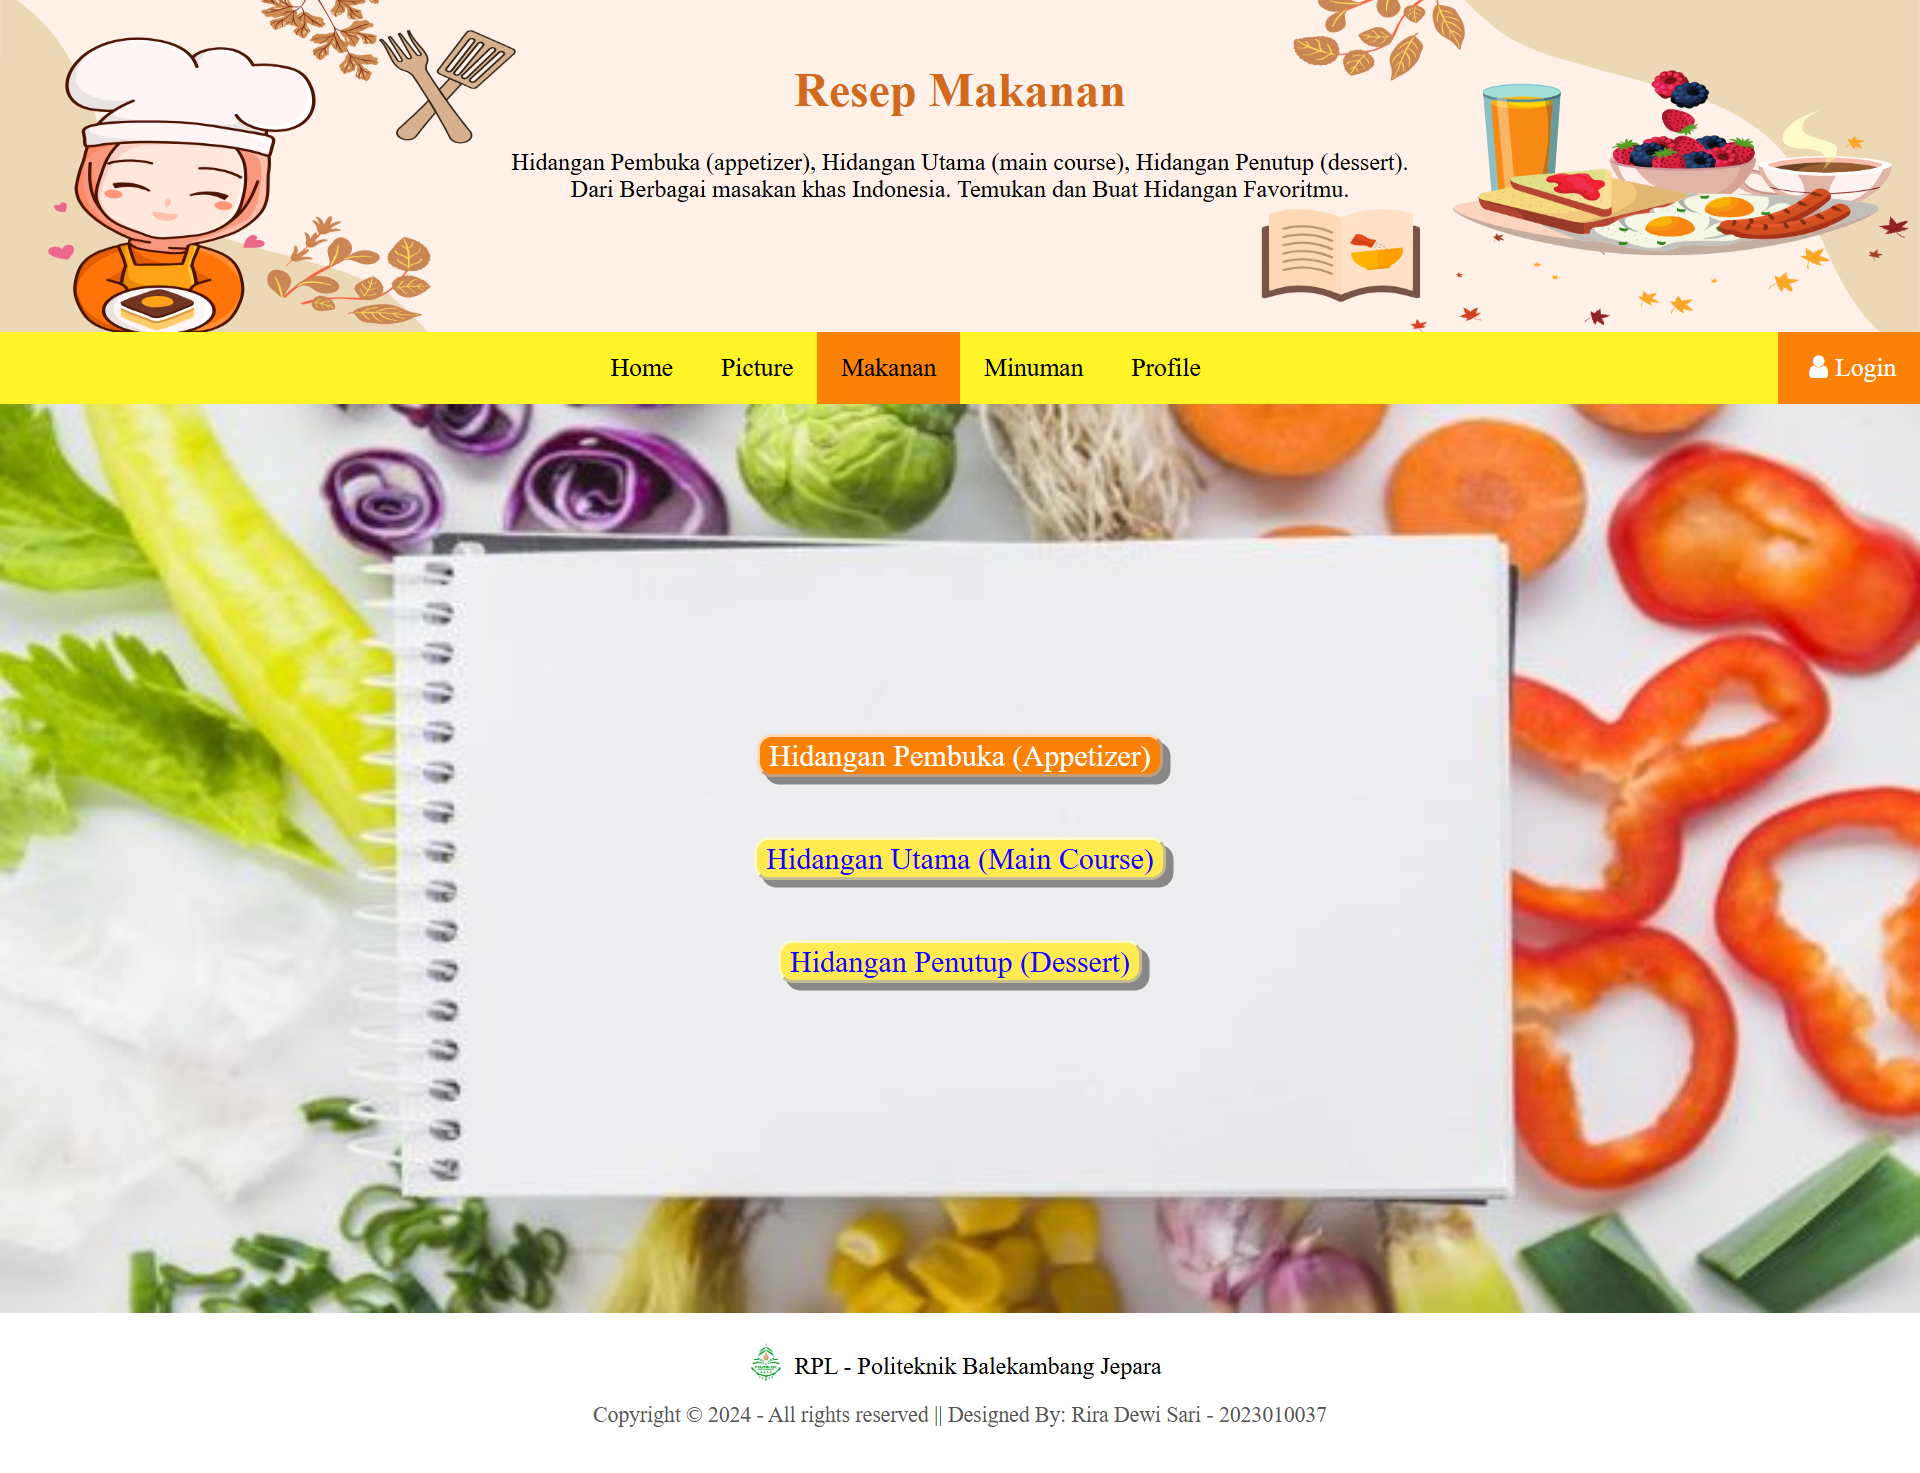 Resep Makanan
Hidangan Pembuka (appetizer), Hidangan Utama (main course), Hidangan Penutup (dessert).
Dari Berbagai masakan khas Indonesia. Temukan dan Buat Hidangan Favoritmu.
Home Picture Makanan Minuman Profile Login
Hidangan Pembuka (Appetizer)
Hidangan Utama (Main Course)
Hidangan Penutup (Dessert)
RPL - Politeknik Balekambang Jepara
Copyright © 2024 - All rights reserved || Designed By: Rira Dewi Sari - 2023010037